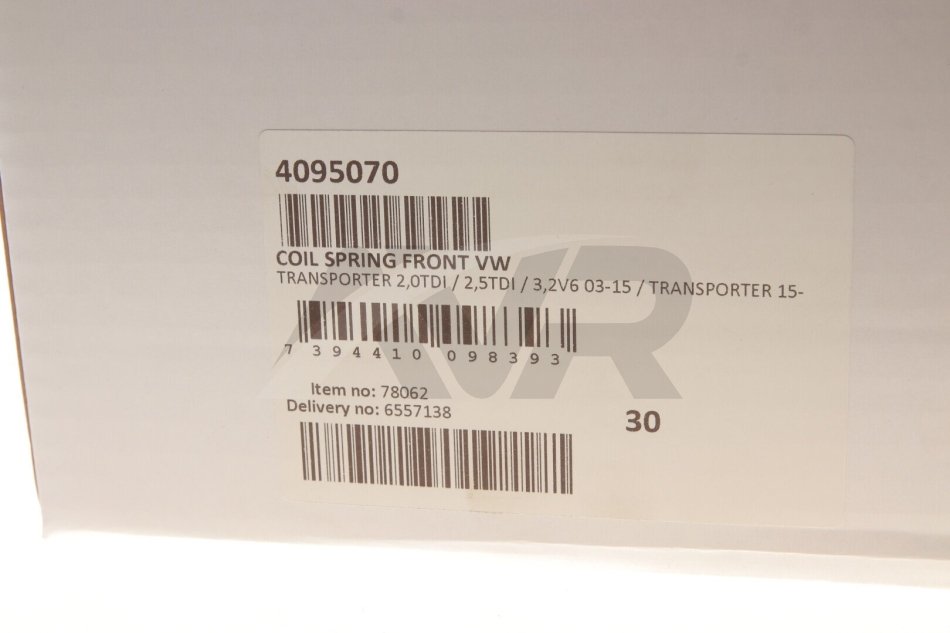 4095070
COIL SPRING FRONT VW
TRANSPORTER 2,0TDI / 2,5TDI / 3,2V6 03-15 / TRANSPORTER 15-
7 394410 098393
Item no: 78062
Delivery no: 6557138
30